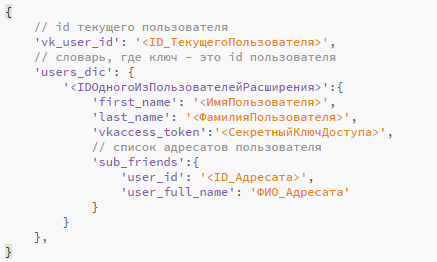 {
    // id текущего пользователя
    'vk_user_id': '<ID_ТекущегоПользователя>',
    // словарь, где ключ – это id пользователя
    'users_dic': {
        '<IDОдногоИзПользователейРасширения>':{
            'first_name': '<ИмяПользователя>',
            'last_name': '<ФамилияПользователя>',
            'vkaccess_token':'<СекретныйКлючДоступа>',
            // список адресатов пользователя
            'sub_friends':{
                'user_id': '<ID_Адресата>',
                'user_full_name': 'ФИО_Адресата'
            }
        }
    },
}